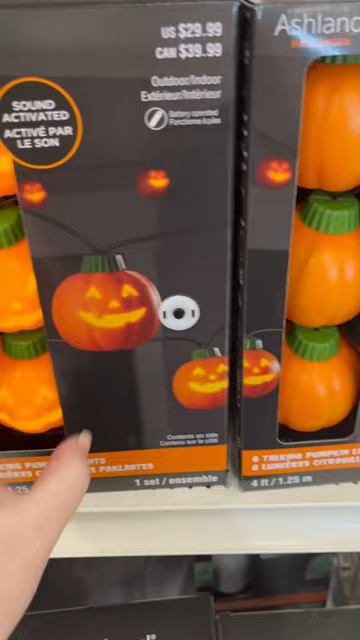 US $29.99
CAN $39.99
Outdoor/Indoor
Extérieur/Intérieur
Battery operated
Fonctionne à piles
SOUND
ACTIVATED
ACTIVÉ PAR
LE SON
Contents on side
Contenu sur le côté
PARLANTES
1 set / ensemble
Ashland
6 TALKING PUMPKIN
6 LUMIÈRES
4 ft / 1.25 m